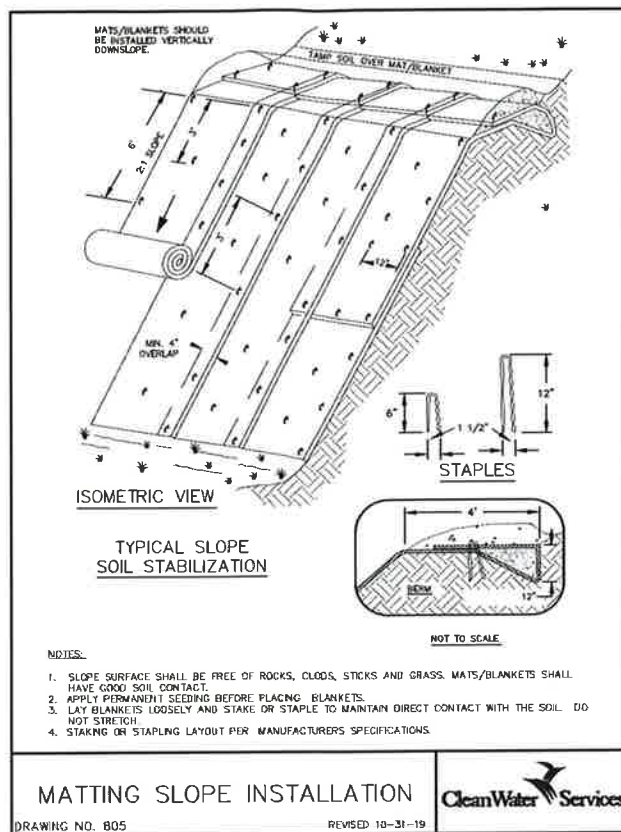 MATS/BLANKETS SHOULD
BE INSTALLED VERTICALLY
DOWNSLOPE.
TAMP SOIL OVER MAT/BLANKET
6'
2:1 SLOPE
12"
MIN. 4"
OVERLAP
6"
1 1/2"
12"
STAPLES
ISOMETRIC VIEW
TYPICAL SLOPE
SOIL STABILIZATION
4'
BERM
12"
NOT TO SCALE
NOTES:
1. SLOPE SURFACE SHALL BE FREE OF ROCKS, CLODS, STICKS AND GRASS. MATS/BLANKETS SHALL
HAVE GOOD SOIL CONTACT.
2. APPLY PERMANENT SEEDING BEFORE PLACING BLANKETS.
3. LAY BLANKETS LOOSELY AND STAKE OR STAPLE TO MAINTAIN DIRECT CONTACT WITH THE SOIL. DO
NOT STRETCH.
4. STAKING OR STAPLING LAYOUT PER MANUFACTURERS SPECIFICATIONS.
MATTING SLOPE INSTALLATION
DRAWING NO. 805
REVISED 10-31-19
CleanWater Services